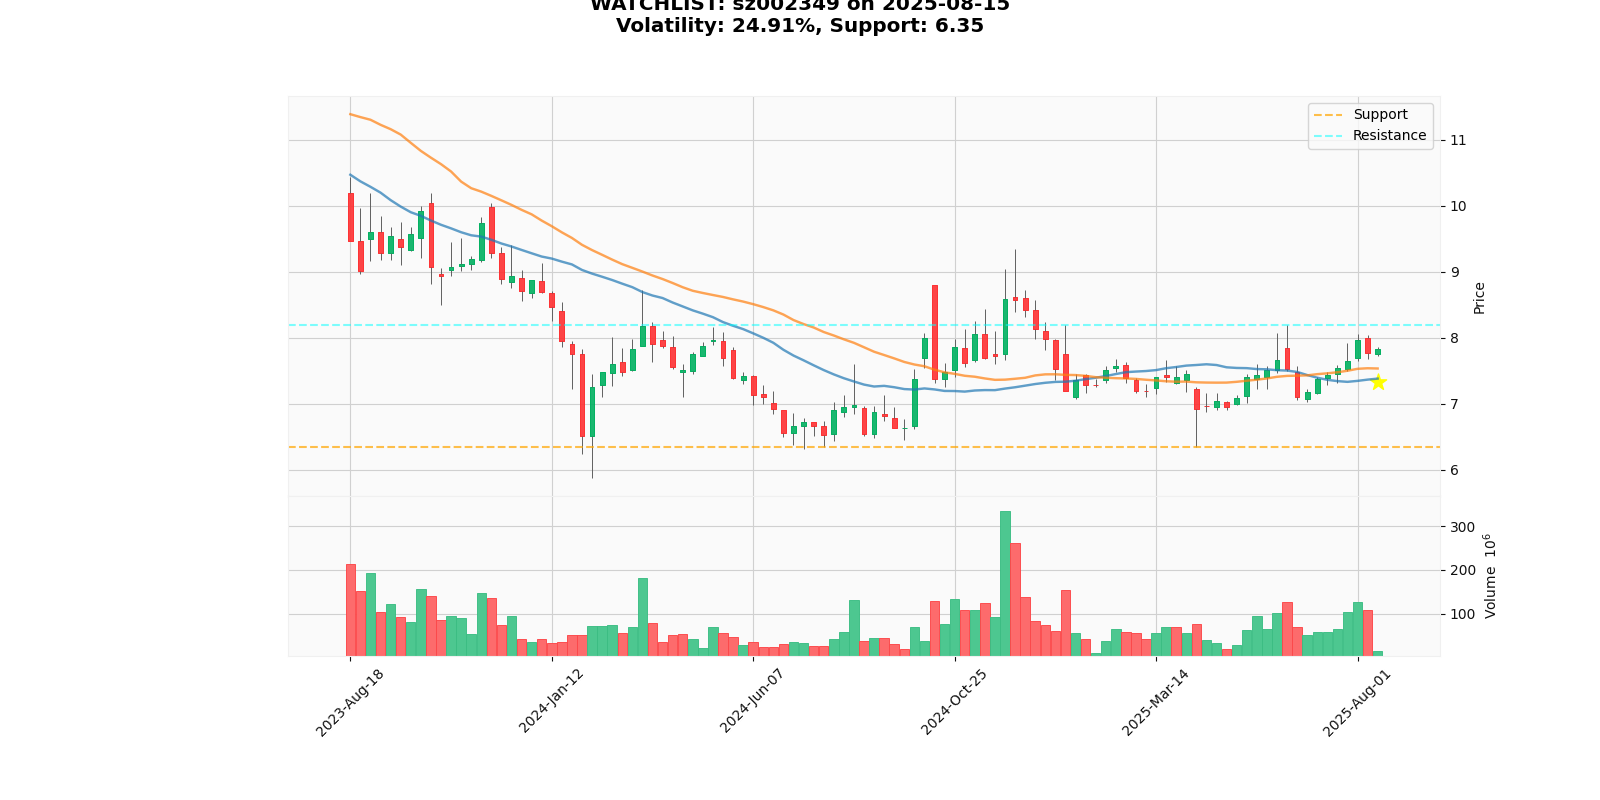 WATCHLIST: sz002349 on 2025-08-15
Volatility: 24.91%, Support: 6.35
Support
Resistance
11
10
9
8
7
6
Price
300
200
100
Volume 10⁶
2023-Aug-18
2024-Jan-12
2024-Jun-07
2024-Oct-25
2025-Mar-14
2025-Aug-01